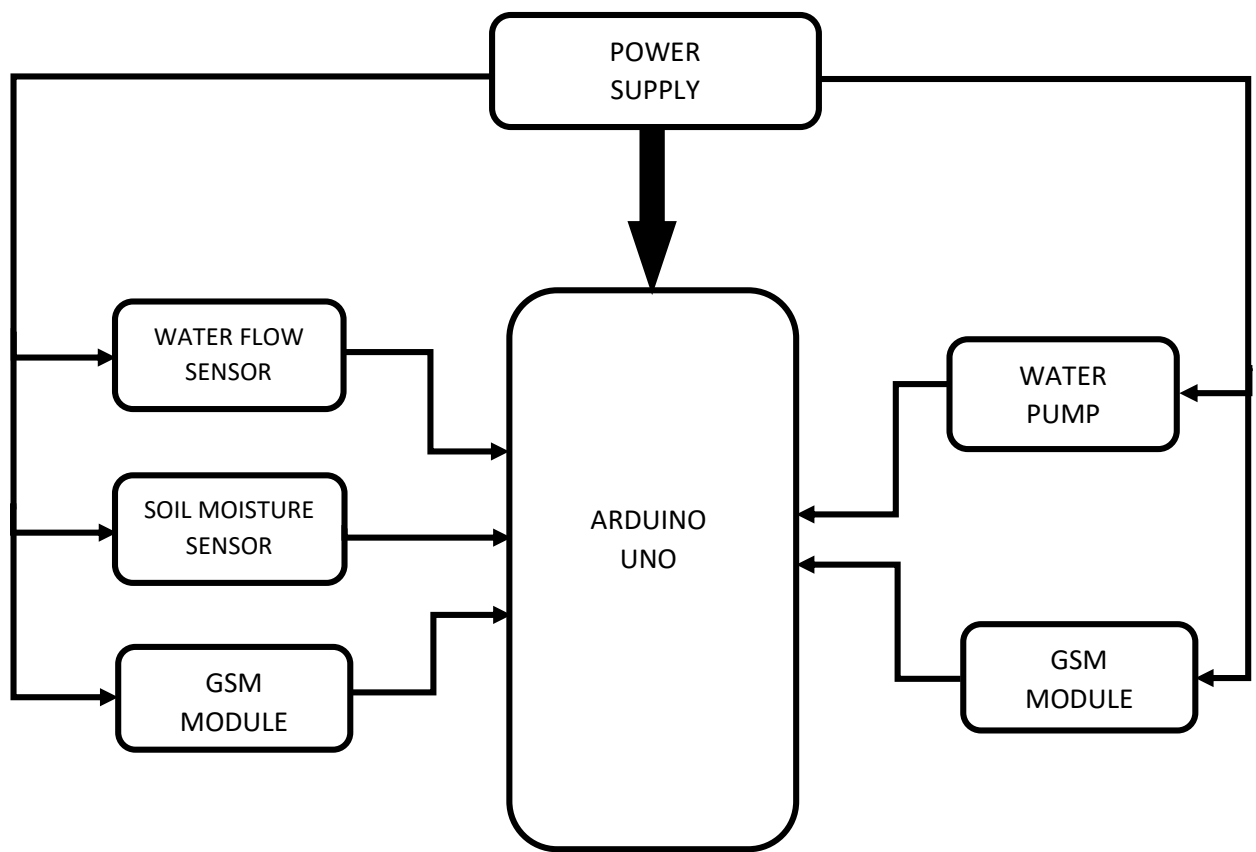 POWER
SUPPLY
WATER FLOW
SENSOR
SOIL MOISTURE
SENSOR
GSM
MODULE
ARDUINO
UNO
WATER
PUMP
GSM
MODULE